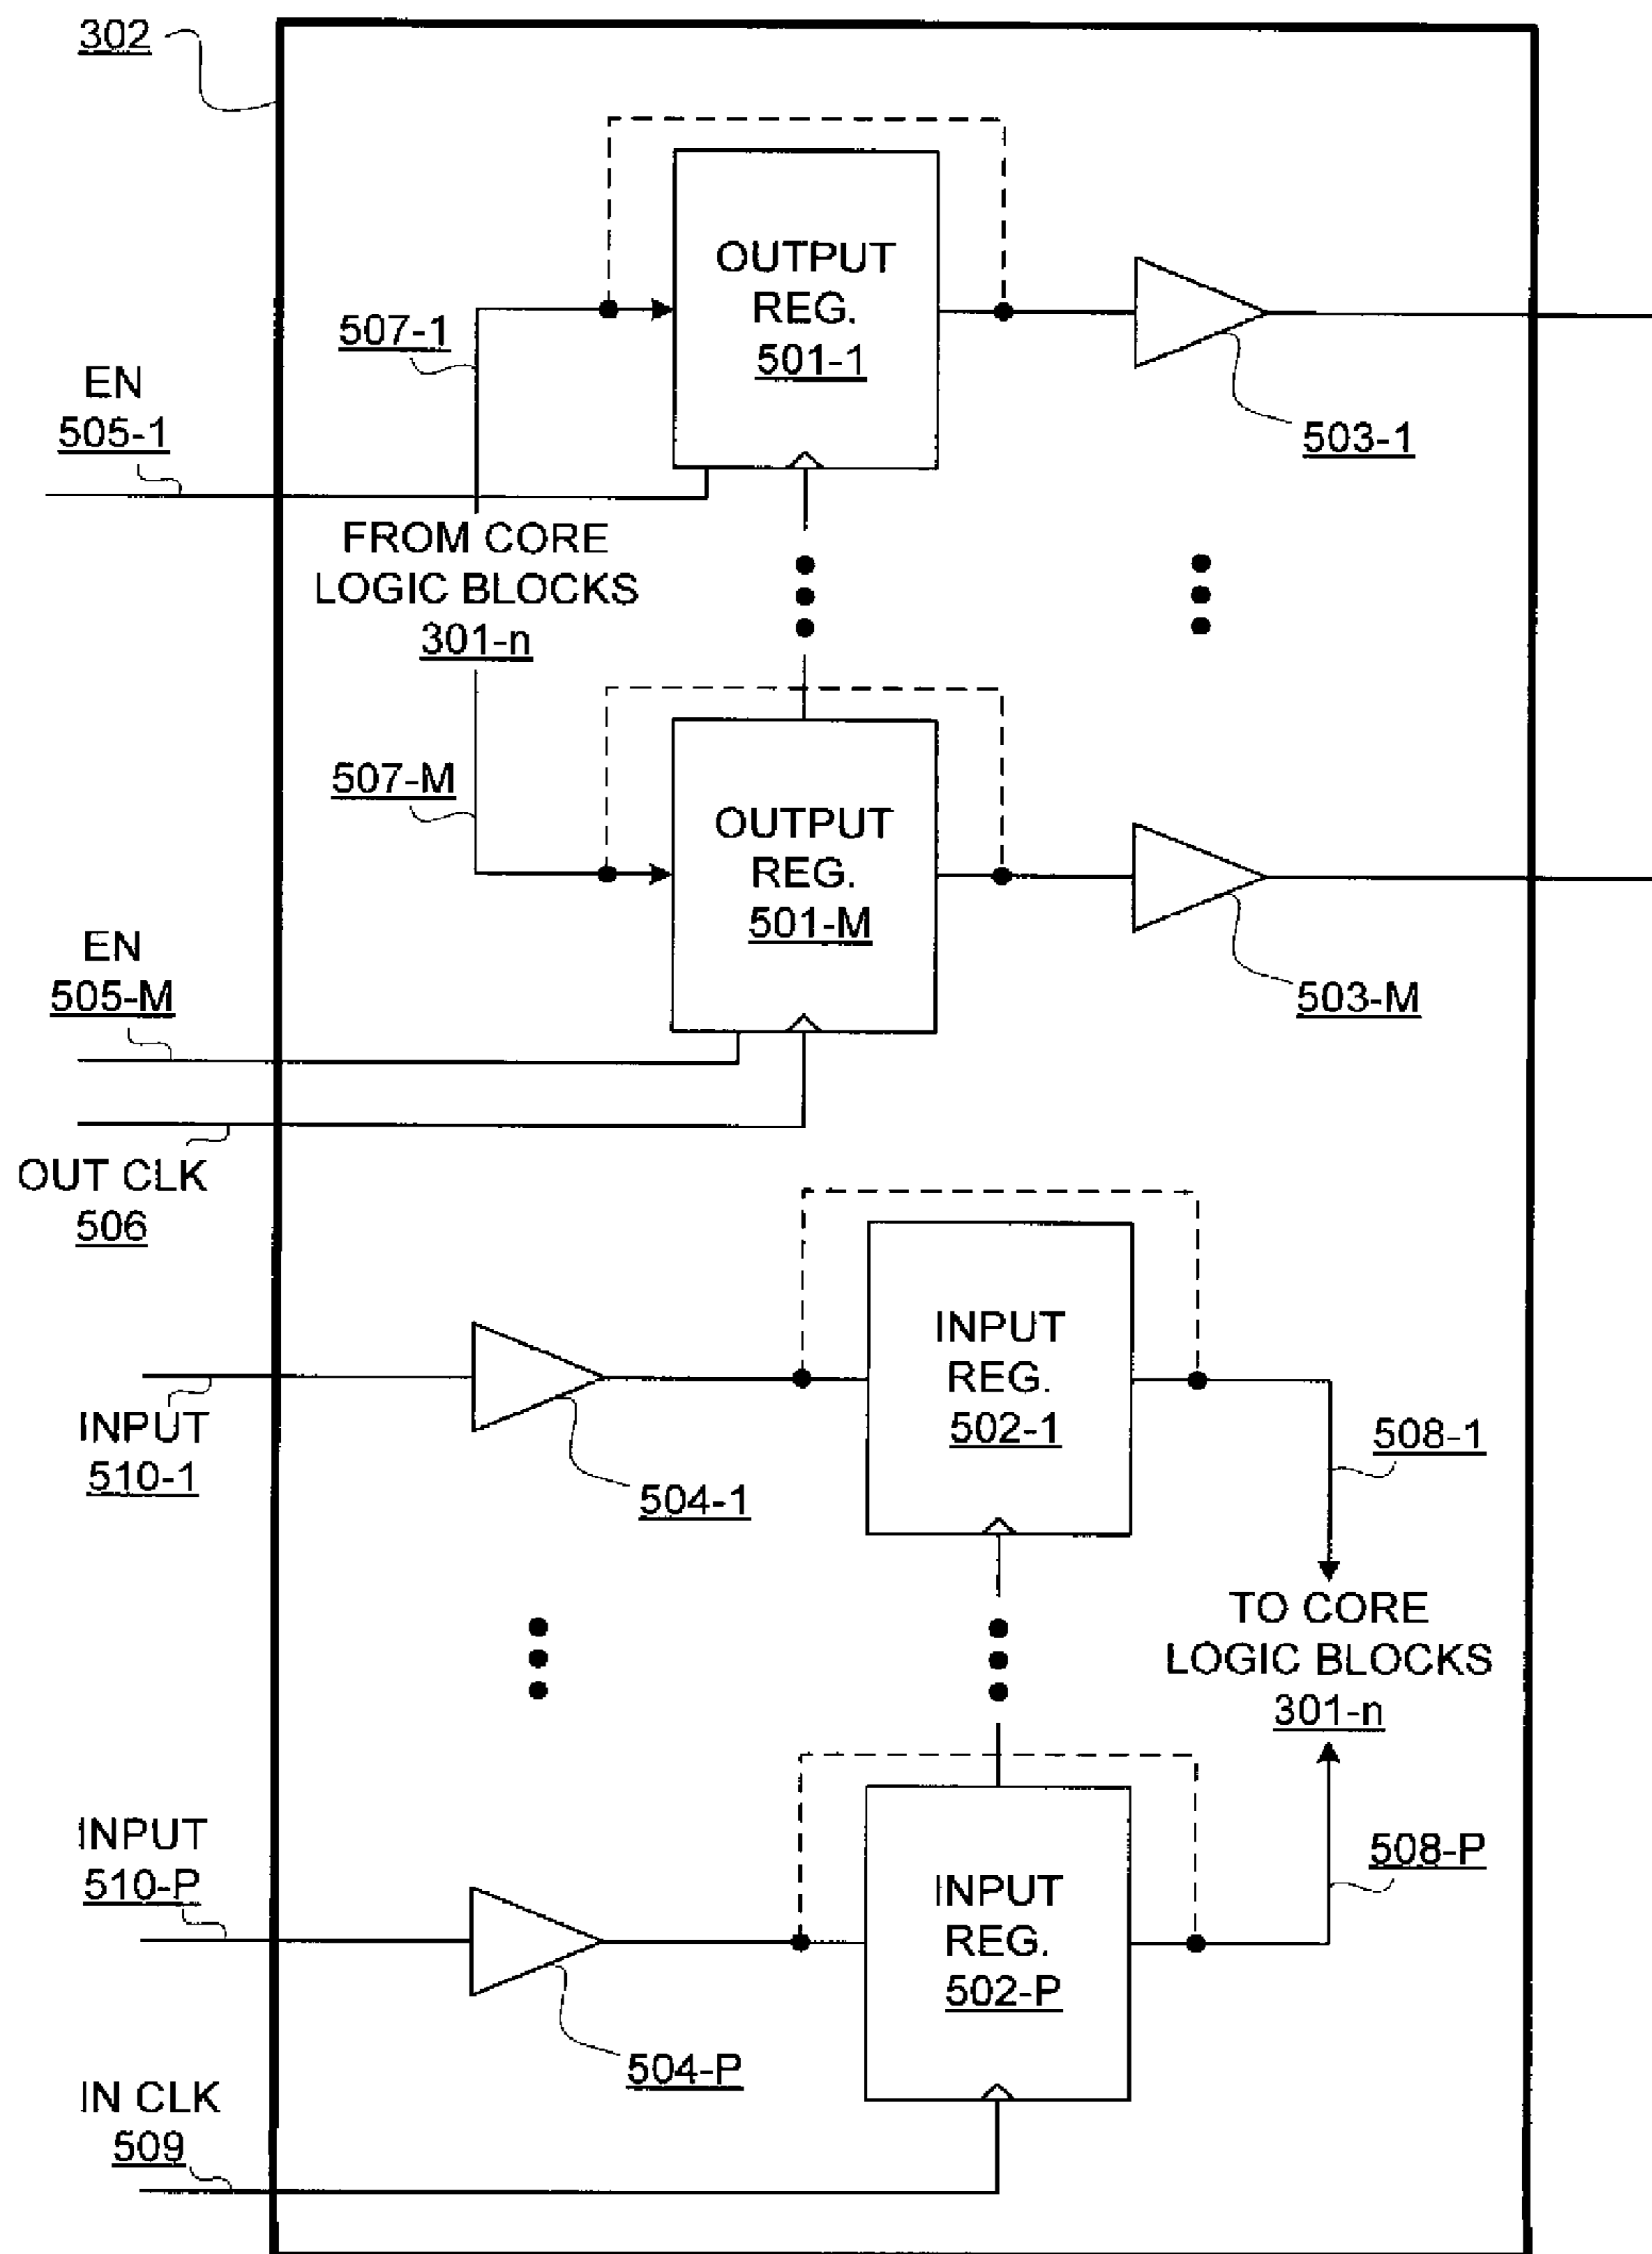 302
OUTPUT
REG.
501-1
507-1
EN
505-1
503-1
FROM CORE
LOGIC BLOCKS
301-n
507-M
OUTPUT
REG.
501-M
EN
505-M
503-M
OUT CLK
506
INPUT
REG.
502-1
INPUT
510-1
504-1
508-1
TO CORE
LOGIC BLOCKS
301-n
INPUT
510-P
508-P
INPUT
REG.
502-P
504-P
IN CLK
509